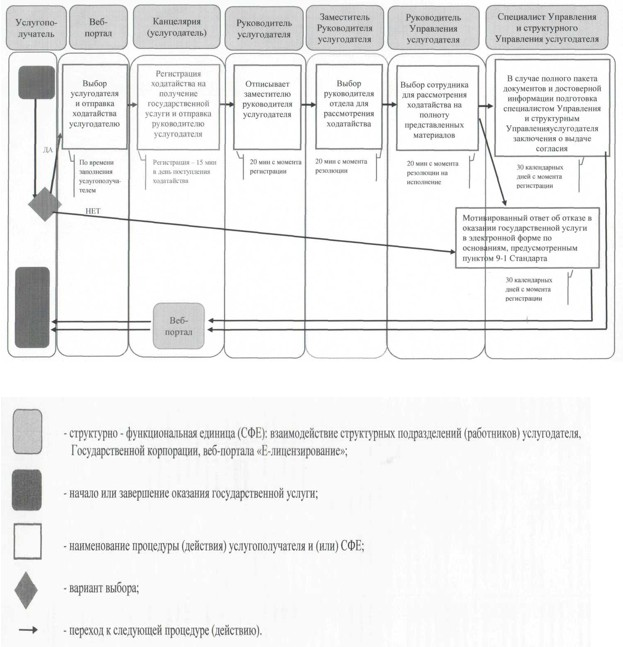 Услугопо-
лучатель
Веб-
портал
Канцелярия
(услугодатель)
Руководитель
услугодателя
Заместитель
Руководителя
услугодателя
Руководитель
Управления
услугодателя
Специалист Управления
и структурного
Управления услугодателя
Выбор
услугодателя
и отправка
ходатайства
услугодателю
Регистрация
ходатайства на
получение
государственной
услуги и отправка
руководителю
услугодателя
Отписывает
заместителю
руководителя
услугодателя
Выбор
руководителя
отдела для
рассмотрения
ходатайства
Выбор сотрудника
для рассмотрения
ходатайства на
полноту
представленных
материалов
В случае полного пакета
документов и достоверной
информации подготовка
специалистом Управления
и структурным
Управленияуслугодателя
заключения о выдаче
согласия
ДА
По времени
заполнения
услугополуча-
телем
Регистрация – 15 мин
в день поступления
ходатайства
20 мин с момента
регистрации
20 мин с момента
резолюции
20 мин с момента
резолюции на
исполнение
30 календарных
дней с момента
регистрации
НЕТ
Мотивированный ответ об отказе в
оказании государственной услуги
в электронной форме по
основаниям, предусмотренным
пунктом 9-1 Стандарта
30 календарных
дней с момента
регистрации
Веб-
портал
- структурно - функциональная единица (СФЕ): взаимодействие структурных подразделений (работников) услугодателя,
Государственной корпорации, веб-портала «Е-лицензирование»;
- начало или завершение оказания государственной услуги;
- наименование процедуры (действия) услугополучателя и (или) СФЕ;
- вариант выбора;
- переход к следующей процедуре (действию).